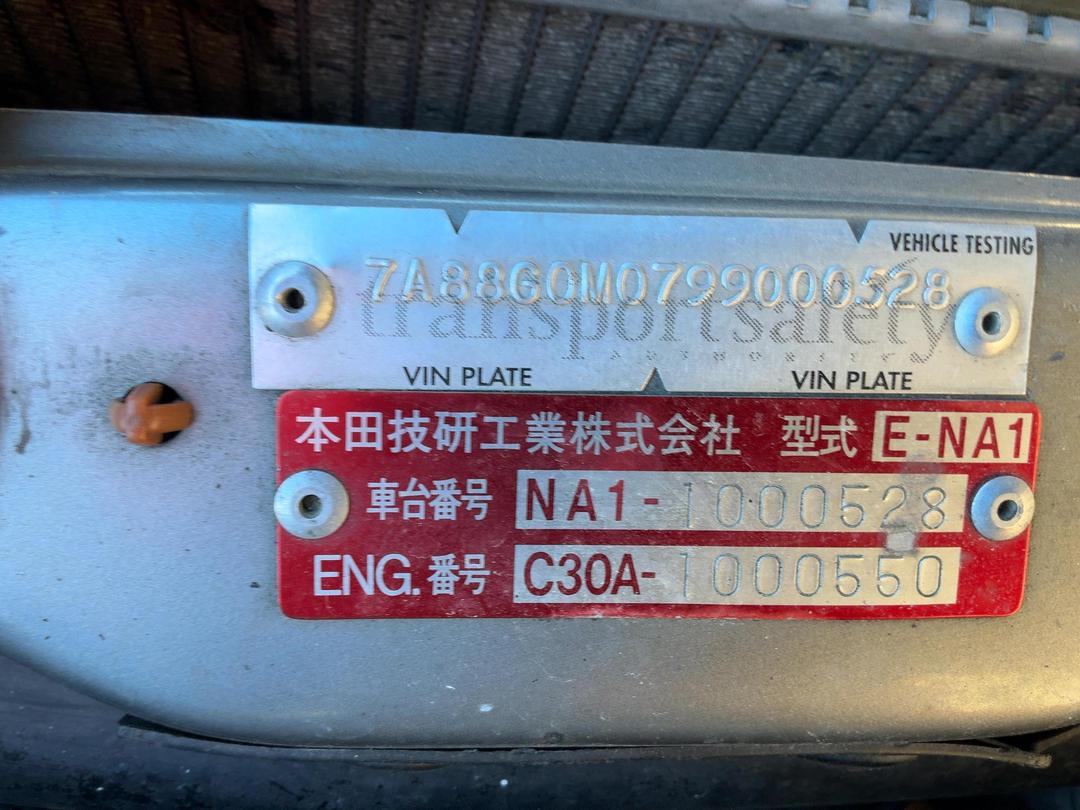 VEHICLE TESTING
7A88G0M0799000528
transportsafety
VIN PLATE VIN PLATE
本田技研工業株式会社 型式 E-NA1
車台番号 NA1-1000528
ENG. 番号 C30A-1000550